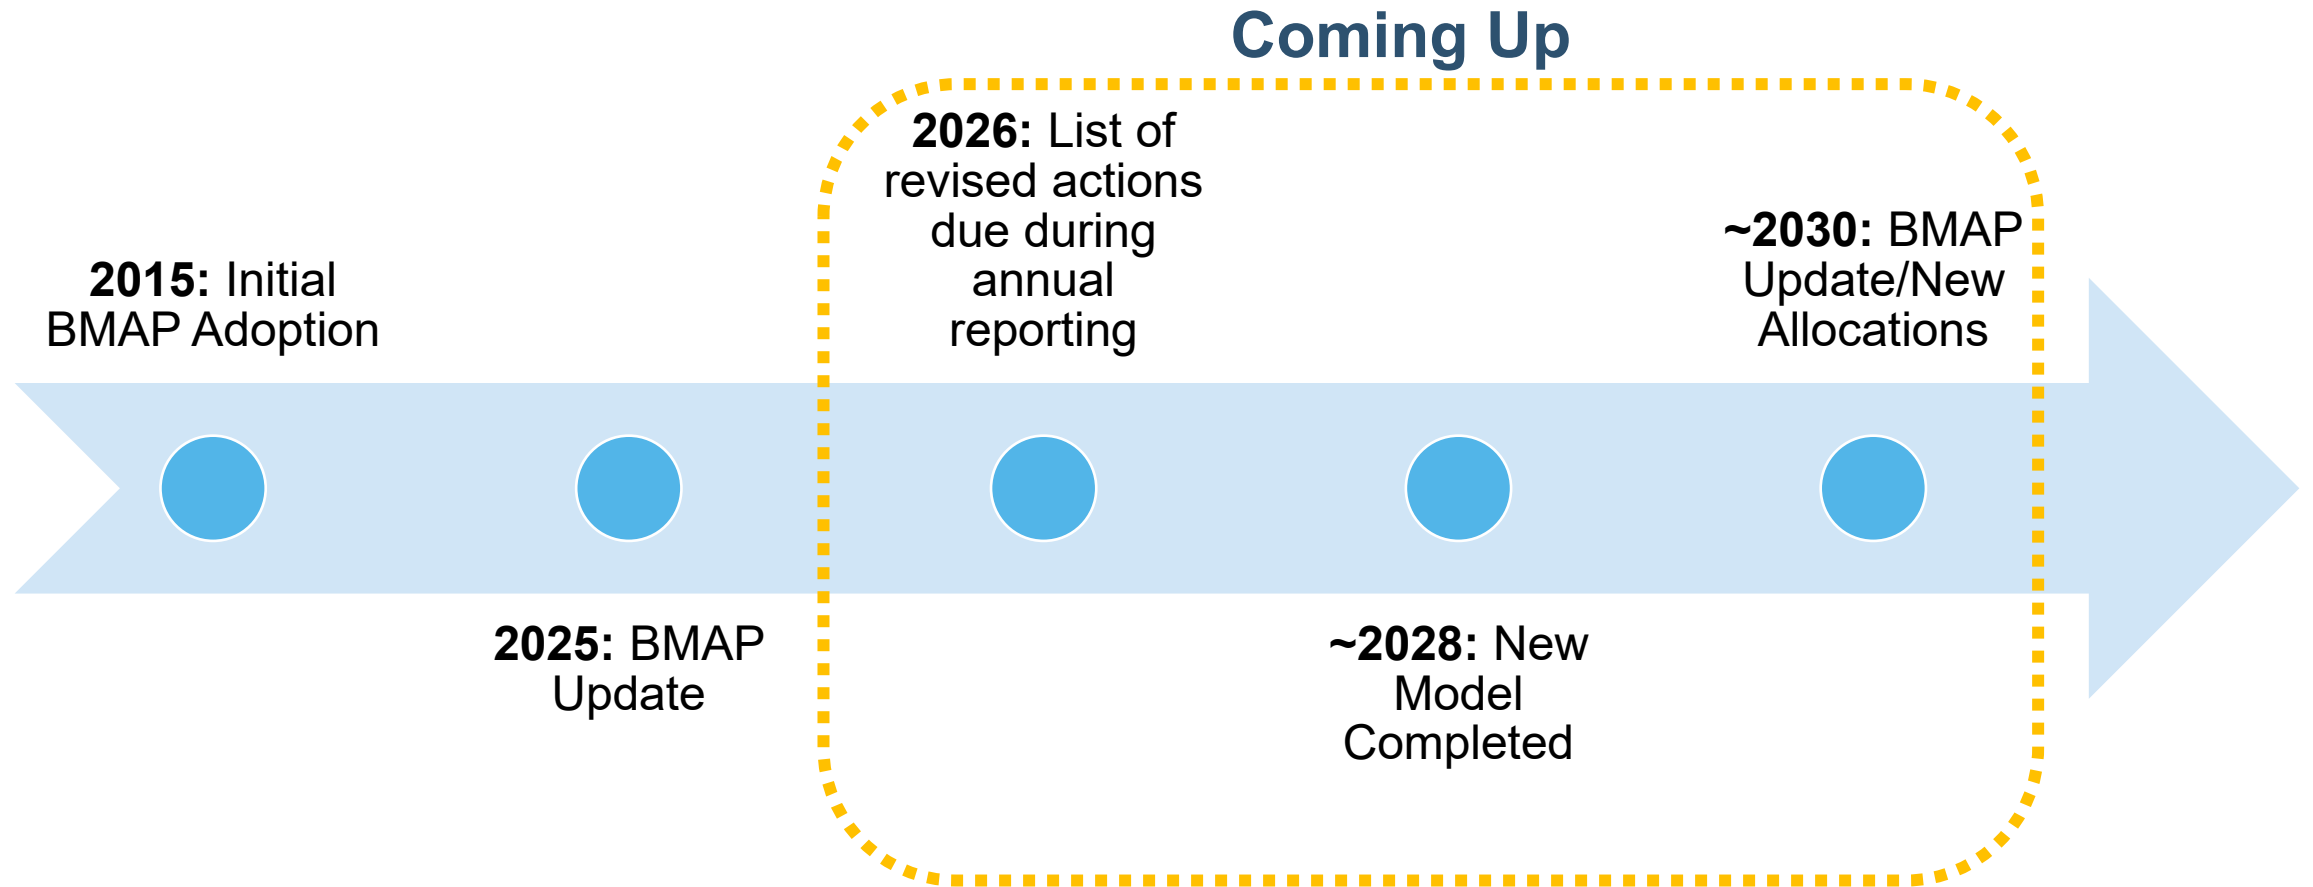 Coming Up
2015: Initial
BMAP Adoption
2025: BMAP
Update
2026: List of
revised actions
due during
annual
reporting
~2028: New
Model
Completed
~2030: BMAP
Update/New
Allocations